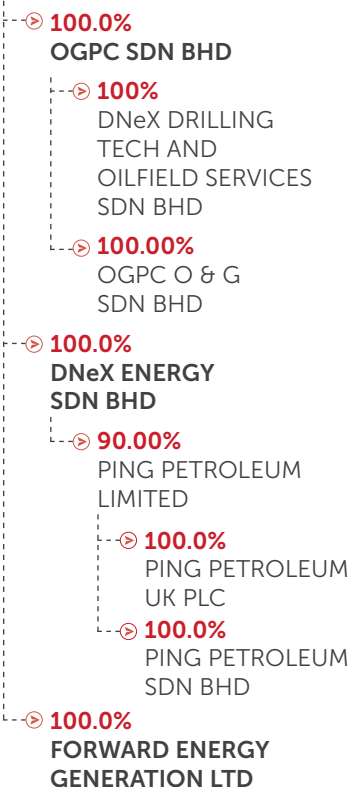 100.0%
OGPC SDN BHD
100%
DNeX DRILLING
TECH AND
OILFIELD SERVICES
SDN BHD
100.00%
OGPC O & G
SDN BHD
100.0%
DNeX ENERGY
SDN BHD
90.00%
PING PETROLEUM
LIMITED
100.0%
PING PETROLEUM
UK PLC
100.0%
PING PETROLEUM
SDN BHD
100.0%
FORWARD ENERGY
GENERATION LTD